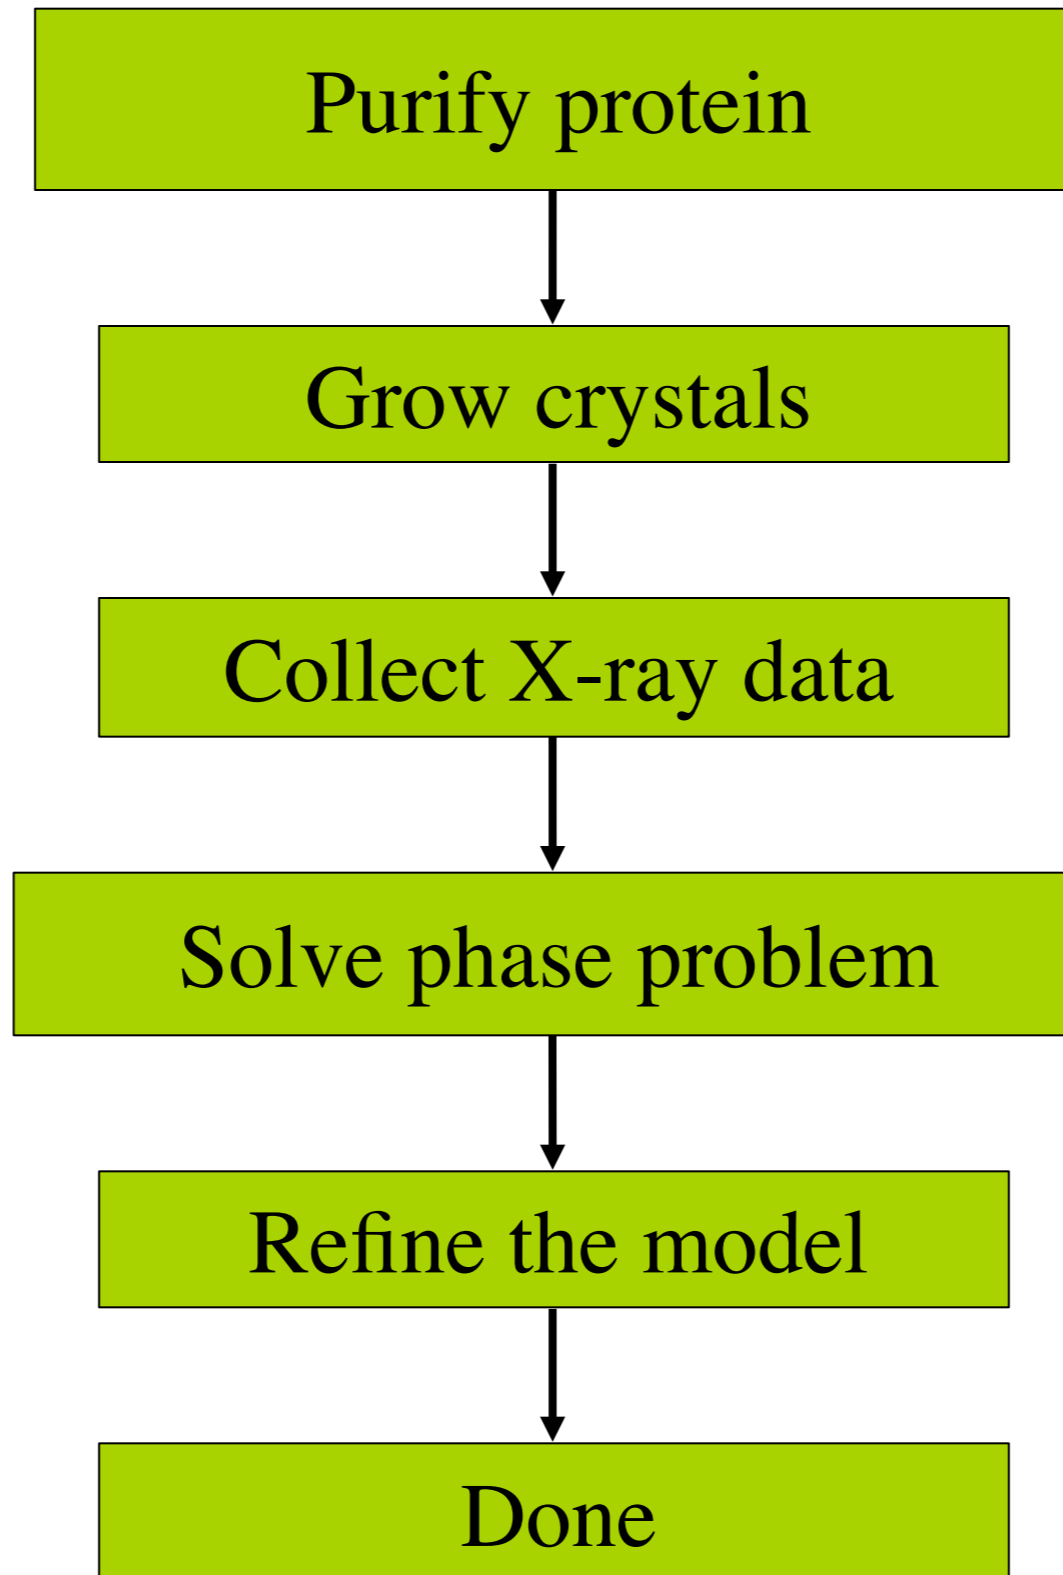 Purify protein
Grow crystals
Collect X-ray data
Solve phase problem
Refine the model
Done